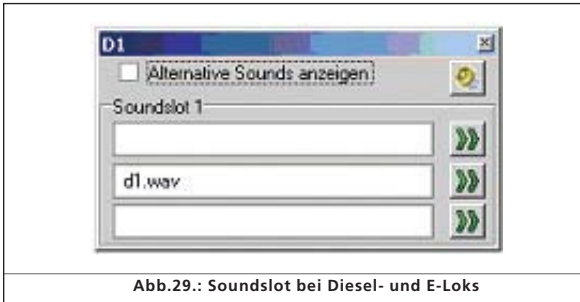 D1
Alternative Sounds anzeigen
Soundslot 1
d1.wav
Abb.29.: Soundslot bei Diesel- und E-Loks